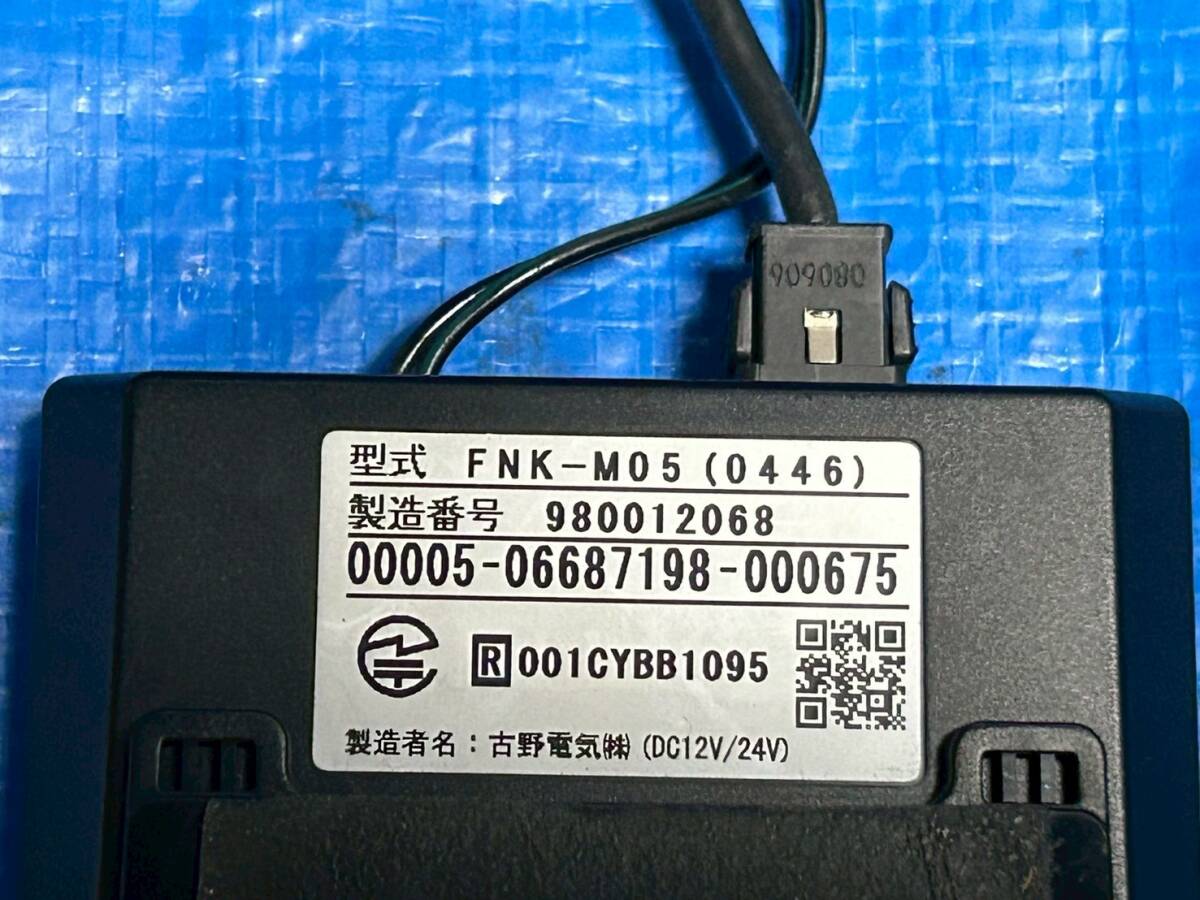 909080
型式 FNK-M05(0446)
製造番号 980012068
00005-06687198-000675
R 001CYBB1095
製造者名:古野電気㈱(DC12V/24V)